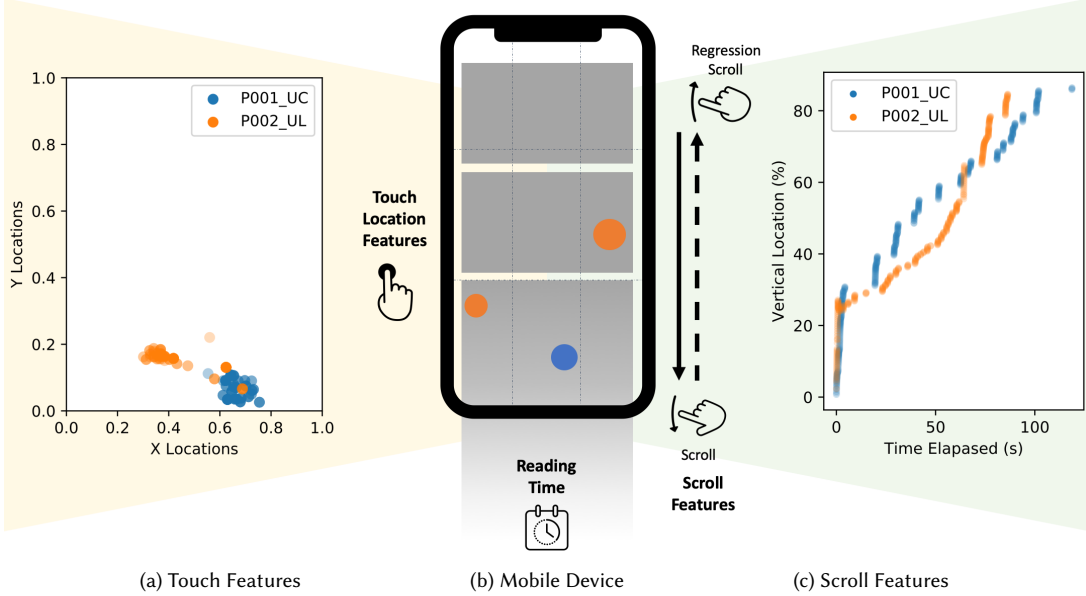 1.0
0.8
0.6
0.4
0.2
0.0
0.0 0.2 0.4 0.6 0.8 1.0
Y Locations
X Locations
P001_UC
P002_UL
Touch
Location
Features
Regression
Scroll
Scroll
Scroll
Features
Reading
Time
P001_UC
P002_UL
80
60
40
20
0
0 50 100
Vertical Location (%)
Time Elapased (s)
(a) Touch Features
(b) Mobile Device
(c) Scroll Features